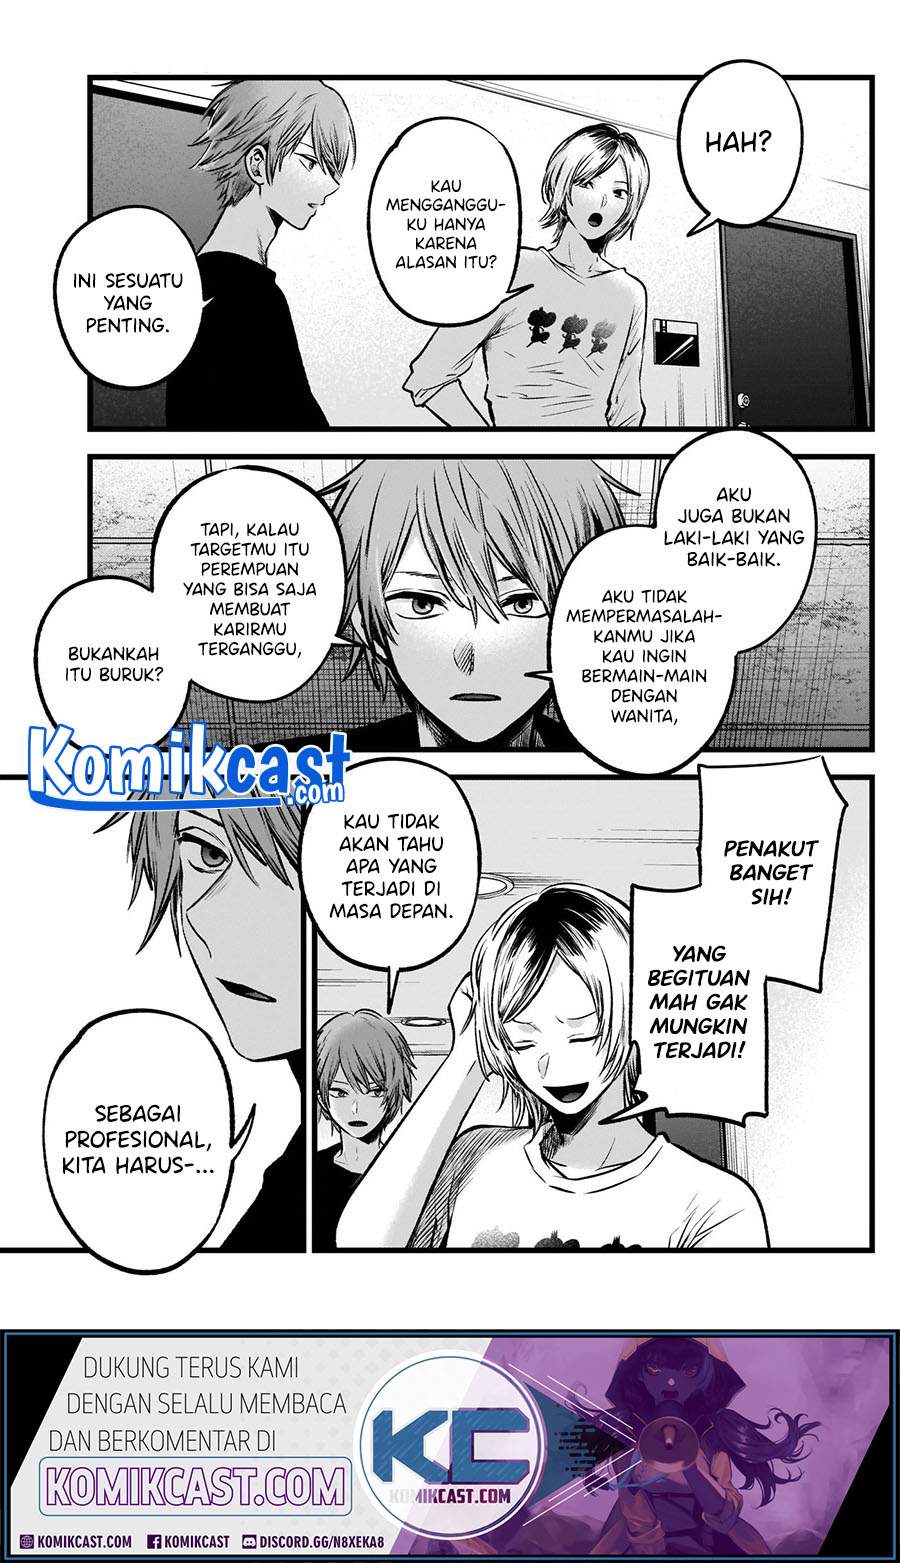 HAH?
KAU
MENGGANGGU-
KU HANYA
KARENA
ALASAN ITU?
INI SESUATU
YANG
PENTING.
AKU
JUGA BUKAN
LAKI-LAKI YANG
BAIK-BAIK.
AKU TIDAK
MEMPERMASALAH-
KANMU JIKA
KAU INGIN
BERMAIN-MAIN
DENGAN
WANITA,
TAPI, KALAU
TARGETMU ITU
PEREMPUAN
YANG BISA SAJA
MEMBUAT
KARIRMU
TERGANGGU,
BUKANKAH
ITU BURUK?
Komikcast
.com
PENAKUT
BANGET
SIH!
YANG
BEGITUAN
MAH GAK
MUNGKIN
TERJADI!
KAU TIDAK
AKAN TAHU
APA YANG
TERJADI DI
MASA DEPAN.
SEBAGAI
PROFESIONAL,
KITA HARUS-...
DUKUNG TERUS KAMI
DENGAN SELALU MEMBACA
DAN BERKOMENTAR DI
KOMIKCAST.COM
KOMIKCAST.COM KOMIKCAST DISCORD.GG/N8XEKA8
KC
KOMIKCAST.COM